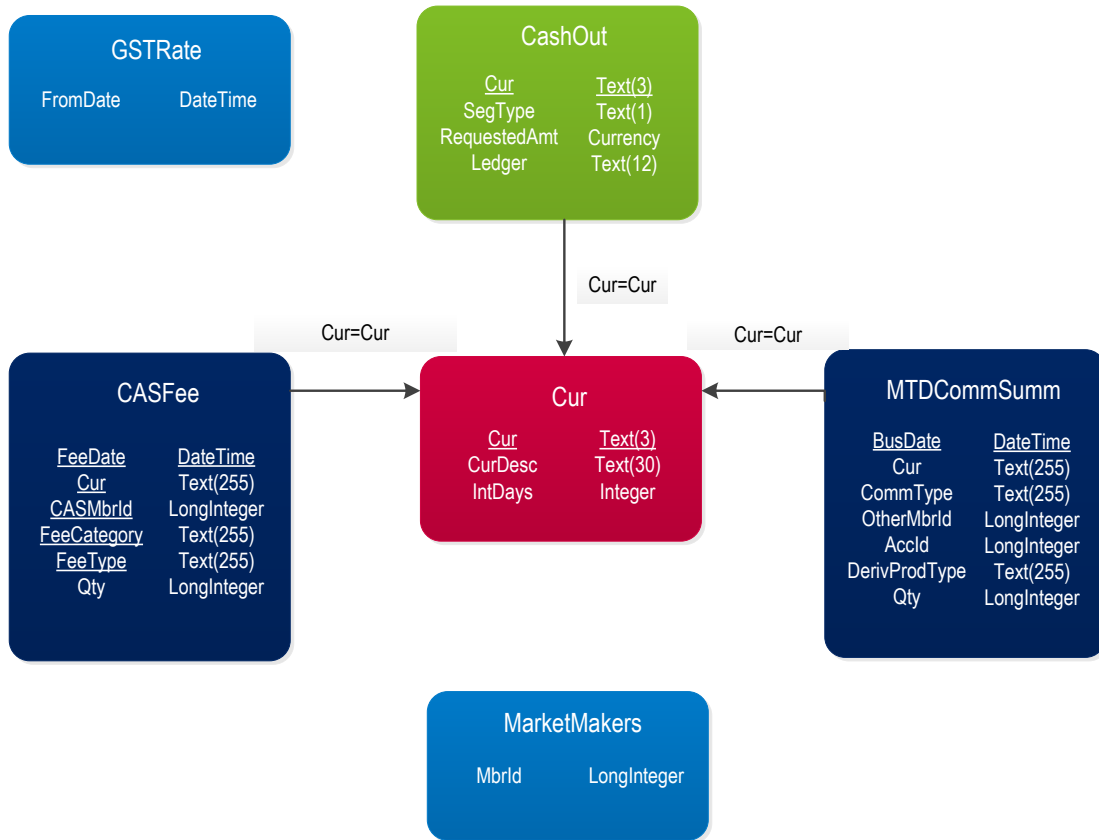 GSTRate
FromDate DateTime
CashOut
Cur Text(3)
SegType Text(1)
RequestedAmt Currency
Ledger Text(12)
Cur=Cur
Cur=Cur
Cur=Cur
CASFee
FeeDate DateTime
Cur Text(255)
CASMbrId LongInteger
FeeCategory Text(255)
FeeType Text(255)
Qty LongInteger
Cur
Cur Text(3)
CurDesc Text(30)
IntDays Integer
MTDCommSumm
BusDate DateTime
Cur Text(255)
CommType Text(255)
OtherMbrId LongInteger
AccId LongInteger
DerivProdType Text(255)
Qty LongInteger
MarketMakers
MbrId LongInteger